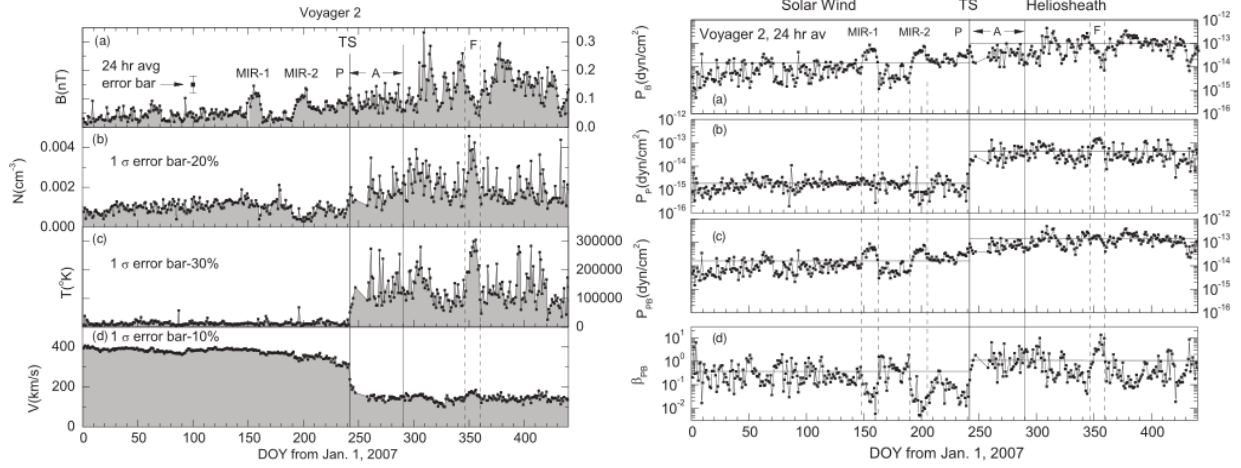 Voyager 2
(a)
24 hr avg
error bar
MIR-1
MIR-2
P
TS
A
F
B(nT)
0.3
0.2
0.1
0.0
(b)
1 σ error bar-20%
N(cm⁻³)
0.004
0.002
0.000
(c)
1 σ error bar-30%
T(°K)
300000
200000
100000
0
(d)
1 σ error bar-10%
V(km/s)
400
200
0
0 50 100 150 200 250 300 350 400
DOY from Jan. 1, 2007
Solar Wind TS Heliosheath
Voyager 2, 24 hr av
MIR-1
MIR-2
P
A
F
(a)
P_B(dyn/cm²)
10⁻¹²
10⁻¹³
10⁻¹⁴
10⁻¹⁵
10⁻¹⁶
(b)
P_P(dyn/cm²)
10⁻¹²
10⁻¹³
10⁻¹⁴
10⁻¹⁵
10⁻¹⁶
(c)
P_PB(dyn/cm²)
10⁻¹²
10⁻¹³
10⁻¹⁴
10⁻¹⁵
10⁻¹⁶
(d)
β_PB
10¹
10⁰
10⁻¹
10⁻²
0 50 100 150 200 250 300 350 400
DOY from Jan. 1, 2007